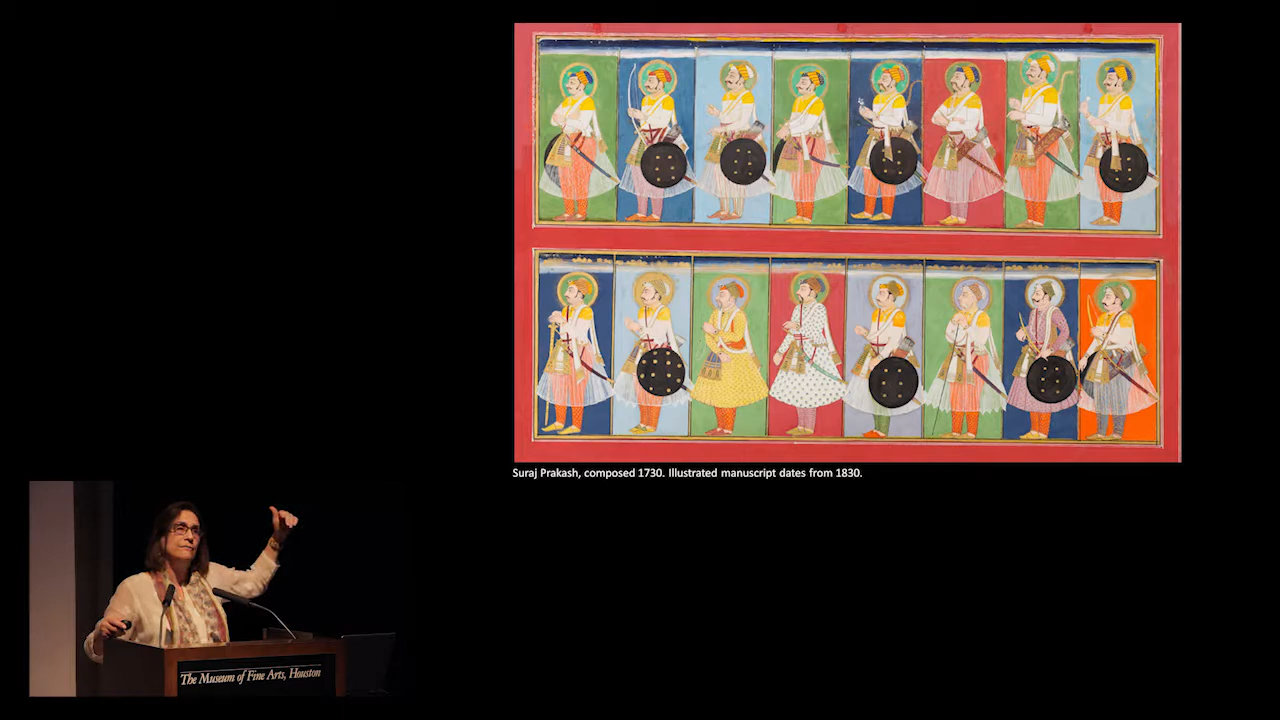 Suraj Prakash, composed 1730. Illustrated manuscript dates from 1830.
The Museum of Fine Arts, Houston